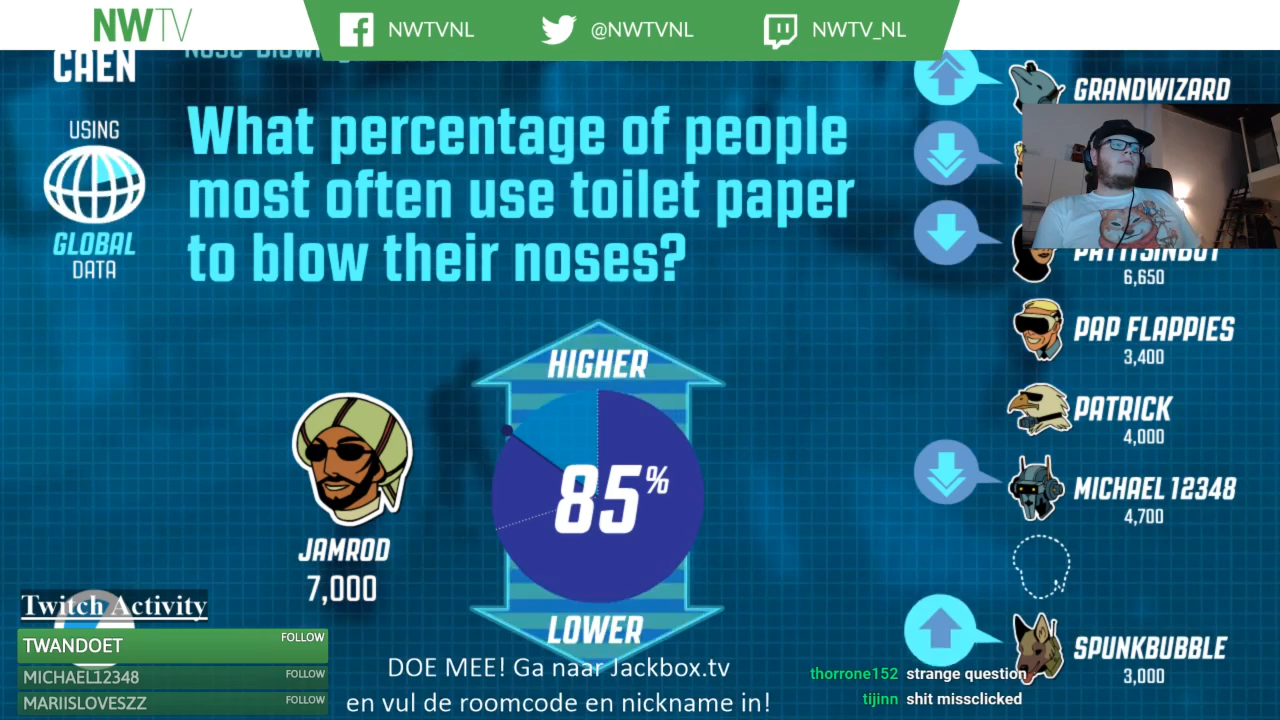 NWTV
NWTVNL
@NWTVNL
NWTV_NL
CAEN
USING
GLOBAL
DATA
What percentage of people
most often use toilet paper
to blow their noses?
HIGHER
85%
LOWER
JAMROD
7,000
GRANDWIZARD
6,650
PAP FLAPPIES
3,400
PATRICK
4,000
MICHAEL 12348
4,700
SPUNKBUBBLE
3,000
Twitch Activity
TWANDOET FOLLOW
MICHAEL12348 FOLLOW
MARIISLOVESZZ FOLLOW
DOE MEE! Ga naar Jackbox.tv
en vul de roomcode en nickname in!
thorrone152 strange question
tijinn shit missclicked